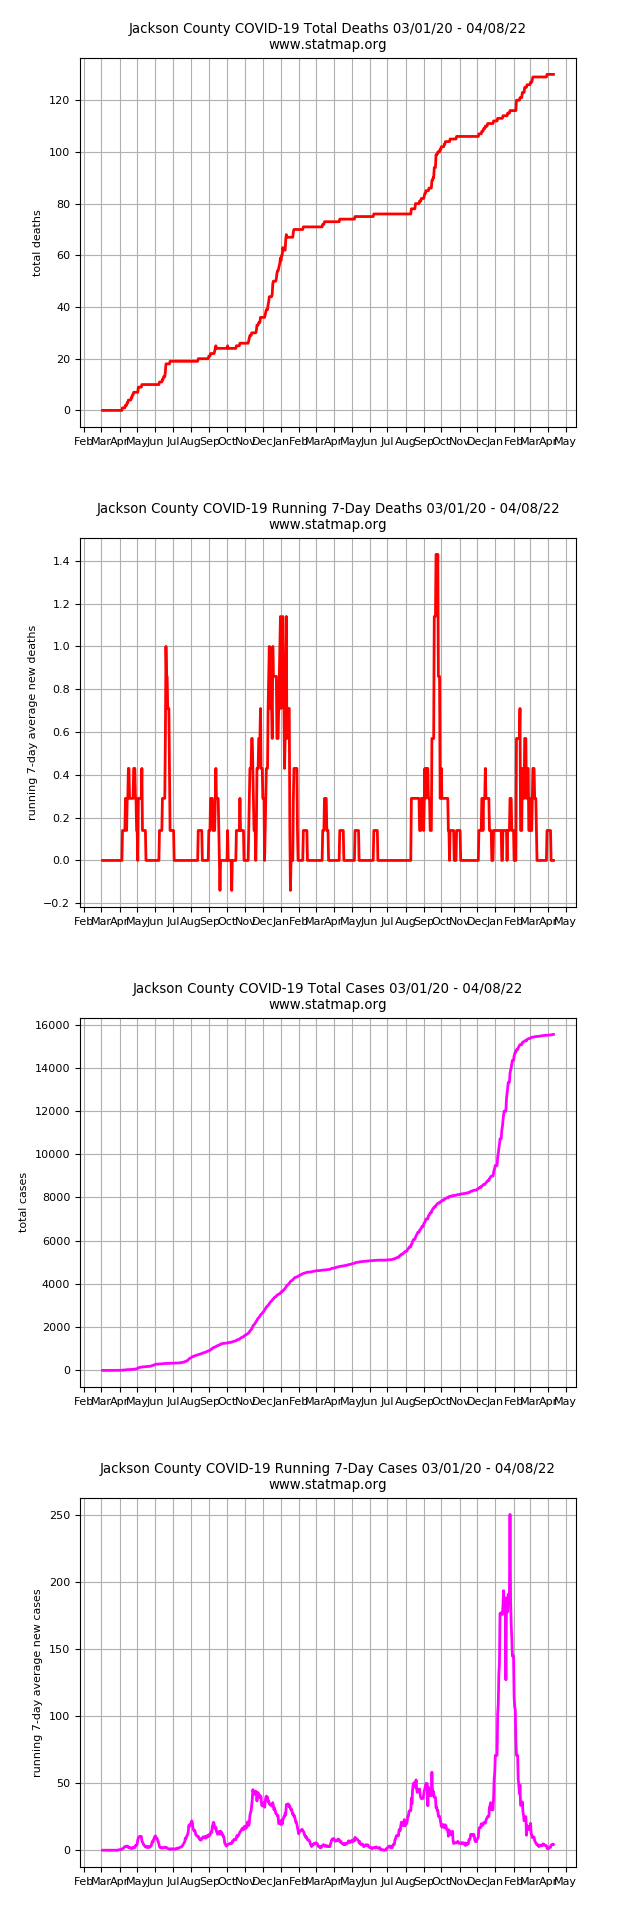 Jackson County COVID-19 Total Deaths 03/01/20 - 04/08/22
www.statmap.org
120
100
80
60
40
20
0
total deaths
Feb Mar Apr May Jun Jul Aug Sep Oct Nov Dec Jan Feb Mar Apr May Jun Jul Aug Sep Oct Nov Dec Jan Feb Mar Apr May
Jackson County COVID-19 Running 7-Day Deaths 03/01/20 - 04/08/22
www.statmap.org
1.4
1.2
1.0
0.8
0.6
0.4
0.2
0.0
−0.2
running 7-day average new deaths
Feb Mar Apr May Jun Jul Aug Sep Oct Nov Dec Jan Feb Mar Apr May Jun Jul Aug Sep Oct Nov Dec Jan Feb Mar Apr May
Jackson County COVID-19 Total Cases 03/01/20 - 04/08/22
www.statmap.org
16000
14000
12000
10000
8000
6000
4000
2000
0
total cases
Feb Mar Apr May Jun Jul Aug Sep Oct Nov Dec Jan Feb Mar Apr May Jun Jul Aug Sep Oct Nov Dec Jan Feb Mar Apr May
Jackson County COVID-19 Running 7-Day Cases 03/01/20 - 04/08/22
www.statmap.org
250
200
150
100
50
0
running 7-day average new cases
Feb Mar Apr May Jun Jul Aug Sep Oct Nov Dec Jan Feb Mar Apr May Jun Jul Aug Sep Oct Nov Dec Jan Feb Mar Apr May